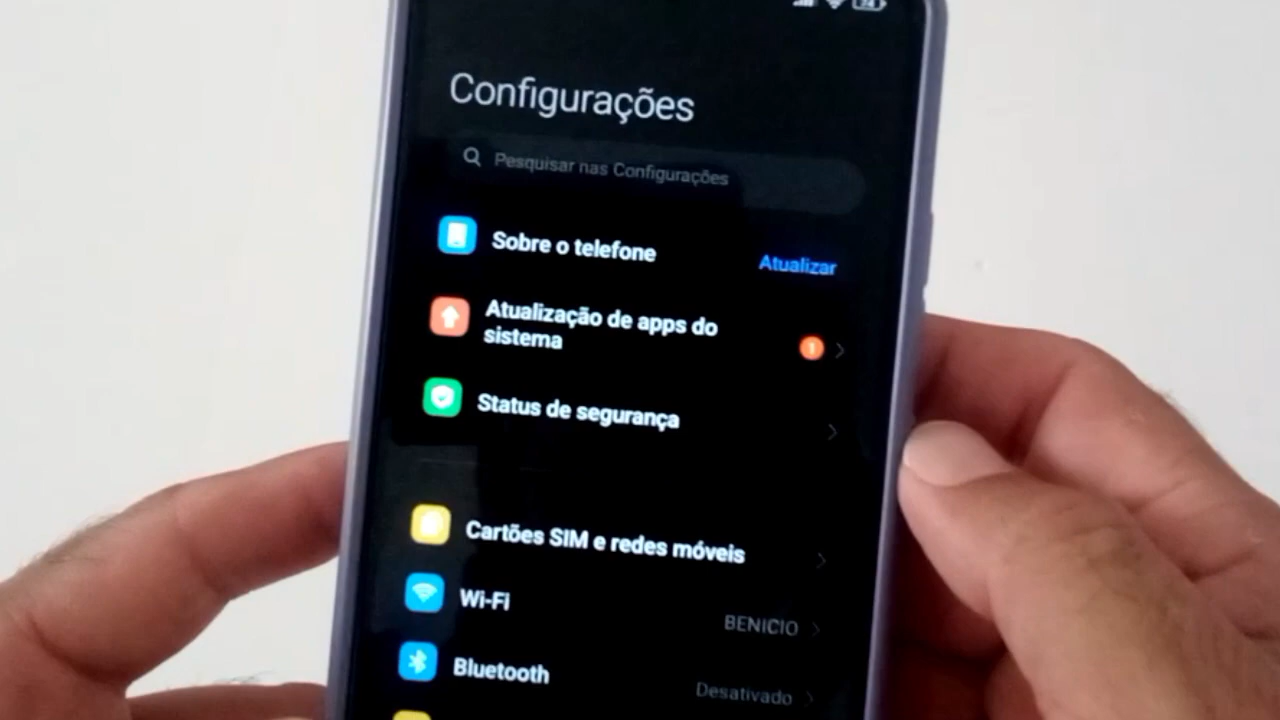 Configurações
Pesquisar nas Configurações
Sobre o telefone
Atualizar
Atualização de apps do
sistema
1
Status de segurança
Cartões SIM e redes móveis
Wi-Fi
BENICIO
Bluetooth
Desativado